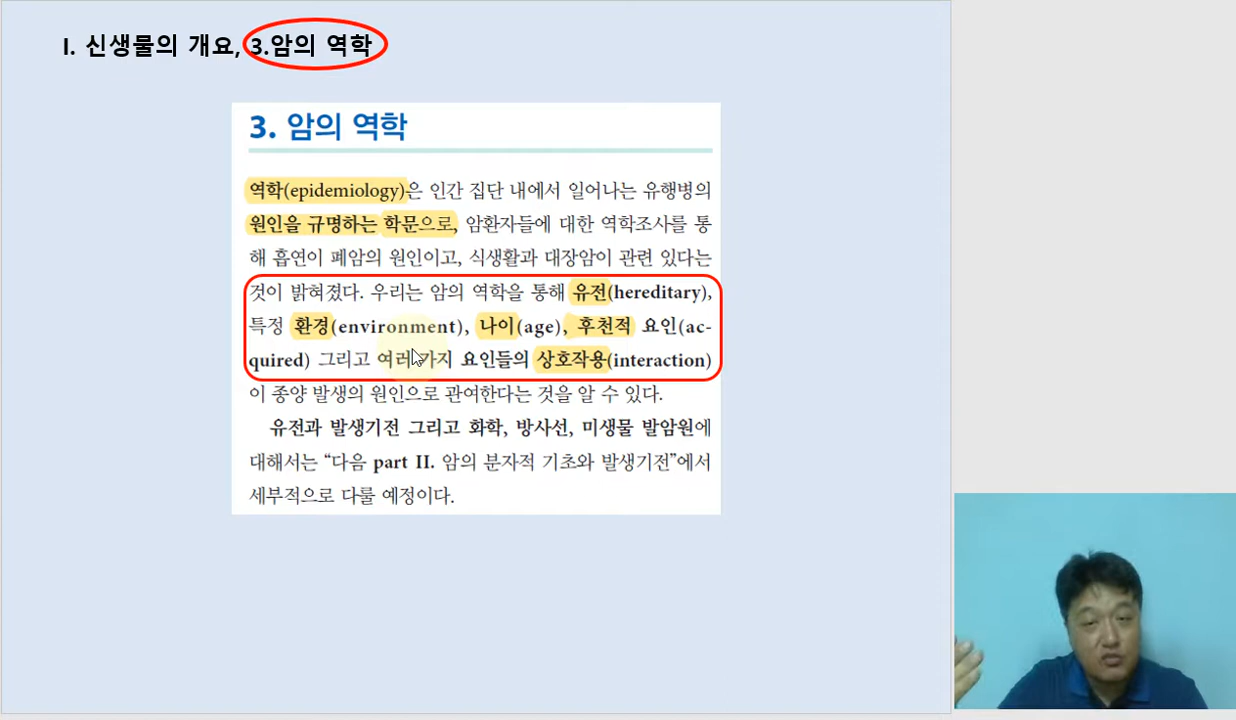 I. 신생물의 개요, 3.암의 역학
3. 암의 역학
역학(epidemiology)은 인간 집단 내에서 일어나는 유행병의
원인을 규명하는 학문으로, 암환자들에 대한 역학조사를 통
해 흡연이 폐암의 원인이고, 식생활과 대장암이 관련 있다는
것이 밝혀졌다. 우리는 암의 역학을 통해 유전(hereditary),
특정 환경(environment), 나이(age), 후천적 요인(ac-
quired) 그리고 여러 가지 요인들의 상호작용(interaction)
이 종양 발생의 원인으로 관여한다는 것을 알 수 있다.
유전과 발생기전 그리고 화학, 방사선, 미생물 발암원에
대해서는 “다음 part II. 암의 분자적 기초와 발생기전”에서
세부적으로 다룰 예정이다.